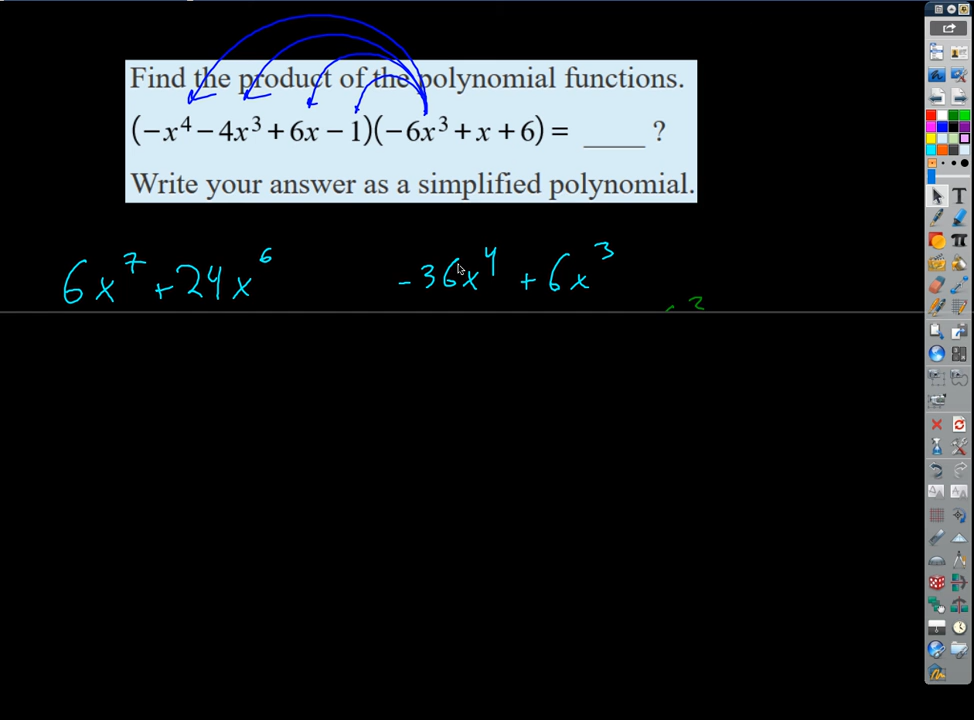 Find the product of the polynomial functions.
(−x⁴ − 4x³ + 6x − 1)(−6x³ + x + 6) = ____ ?
Write your answer as a simplified polynomial.
6x⁷ + 24x⁶ - 36x⁴ + 6x³
2